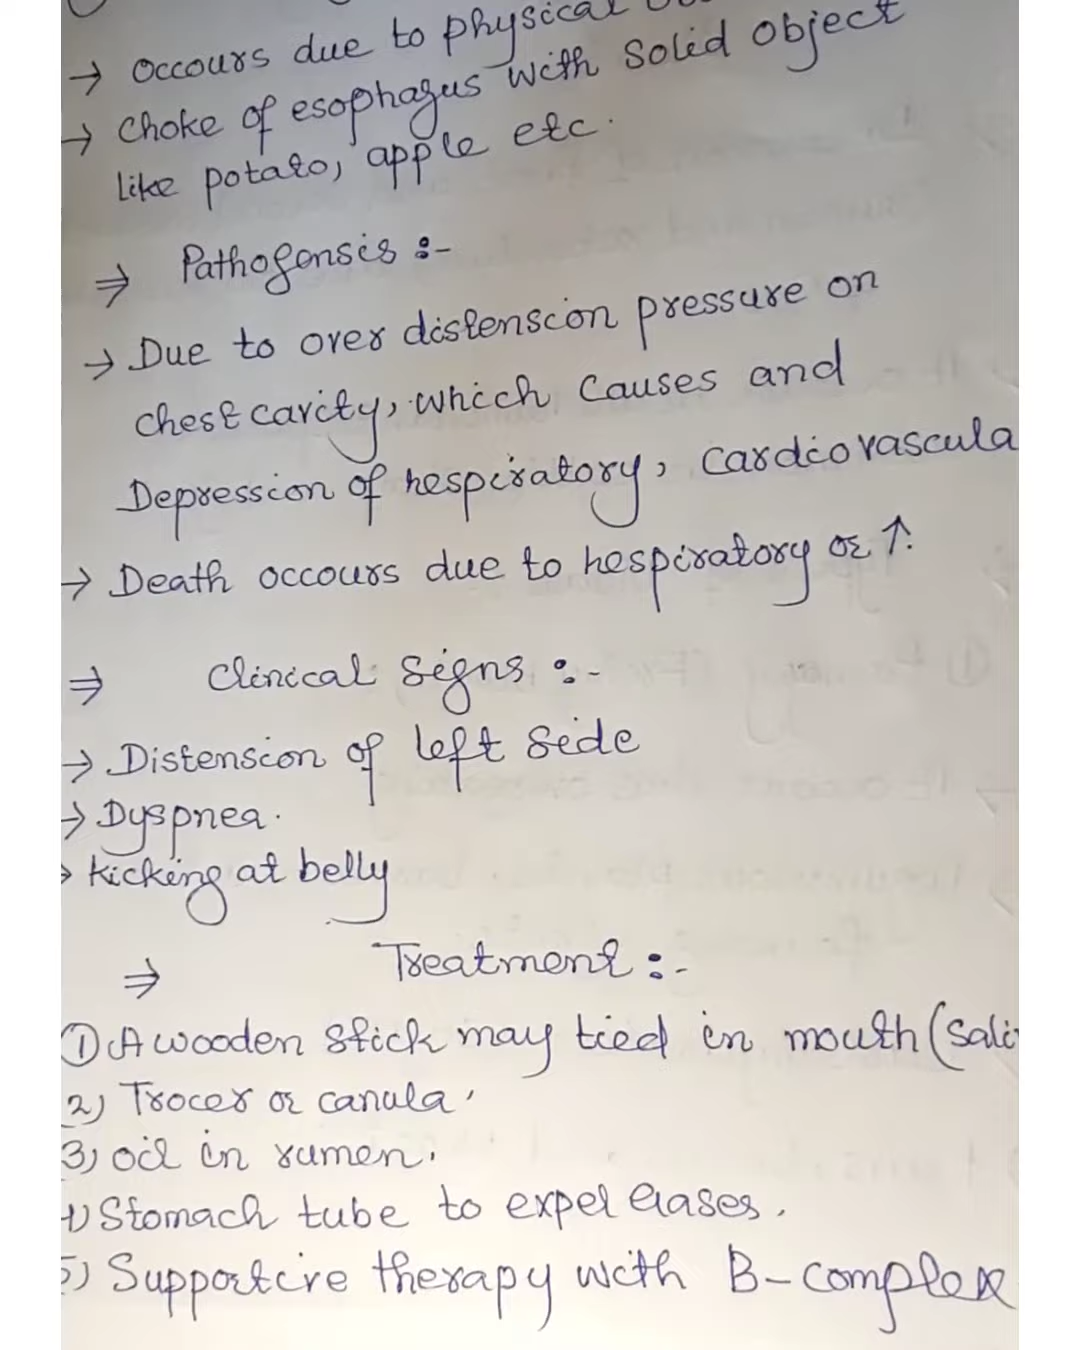 → Occours due to physical
→ Choke of esophagus with Solid object
like potato, apple etc.
⇒ Pathogensis :-
→ Due to over distension pressure on
chest cavity, which causes and
Depression of respiratory, cardiovascula
→ Death occours due to respiratory or ↑.
⇒ Clinical signs :-
→ Distension of left side
→ Dyspnea.
→ kicking at belly
⇒ Treatment :-
① A wooden stick may tied in mouth (Sali
2) Trocer or canula,
3) oil in rumen.
4) Stomach tube to expel Gases.
5) Supportive therapy with B-complex